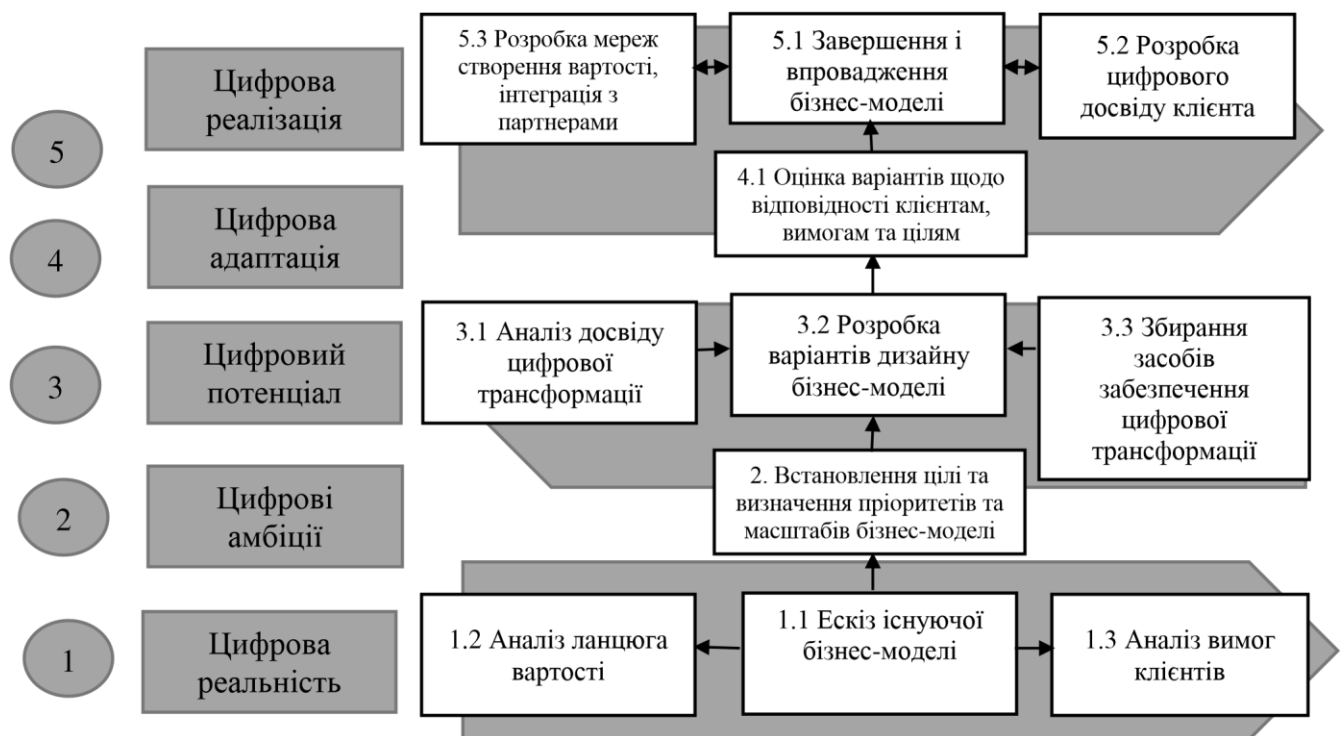 5
4
3
2
1
Цифрова
реалізація
Цифрова
адаптація
Цифровий
потенціал
Цифрові
амбіції
Цифрова
реальність
5.3 Розробка мереж
створення вартості,
інтеграція з
партнерами
5.1 Завершення і
впровадження
бізнес-моделі
5.2 Розробка
цифрового
досвіду клієнта
4.1 Оцінка варіантів щодо
відповідності клієнтам,
вимогам та цілям
3.1 Аналіз досвіду
цифрової
трансформації
3.2 Розробка
варіантів дизайну
бізнес-моделі
3.3 Збирання
засобів
забезпечення
цифрової
трансформації
2. Встановлення цілі та
визначення пріоритетів та
масштабів бізнес-моделі
1.2 Аналіз ланцюга
вартості
1.1 Ескіз існуючої
бізнес-моделі
1.3 Аналіз вимог
клієнтів